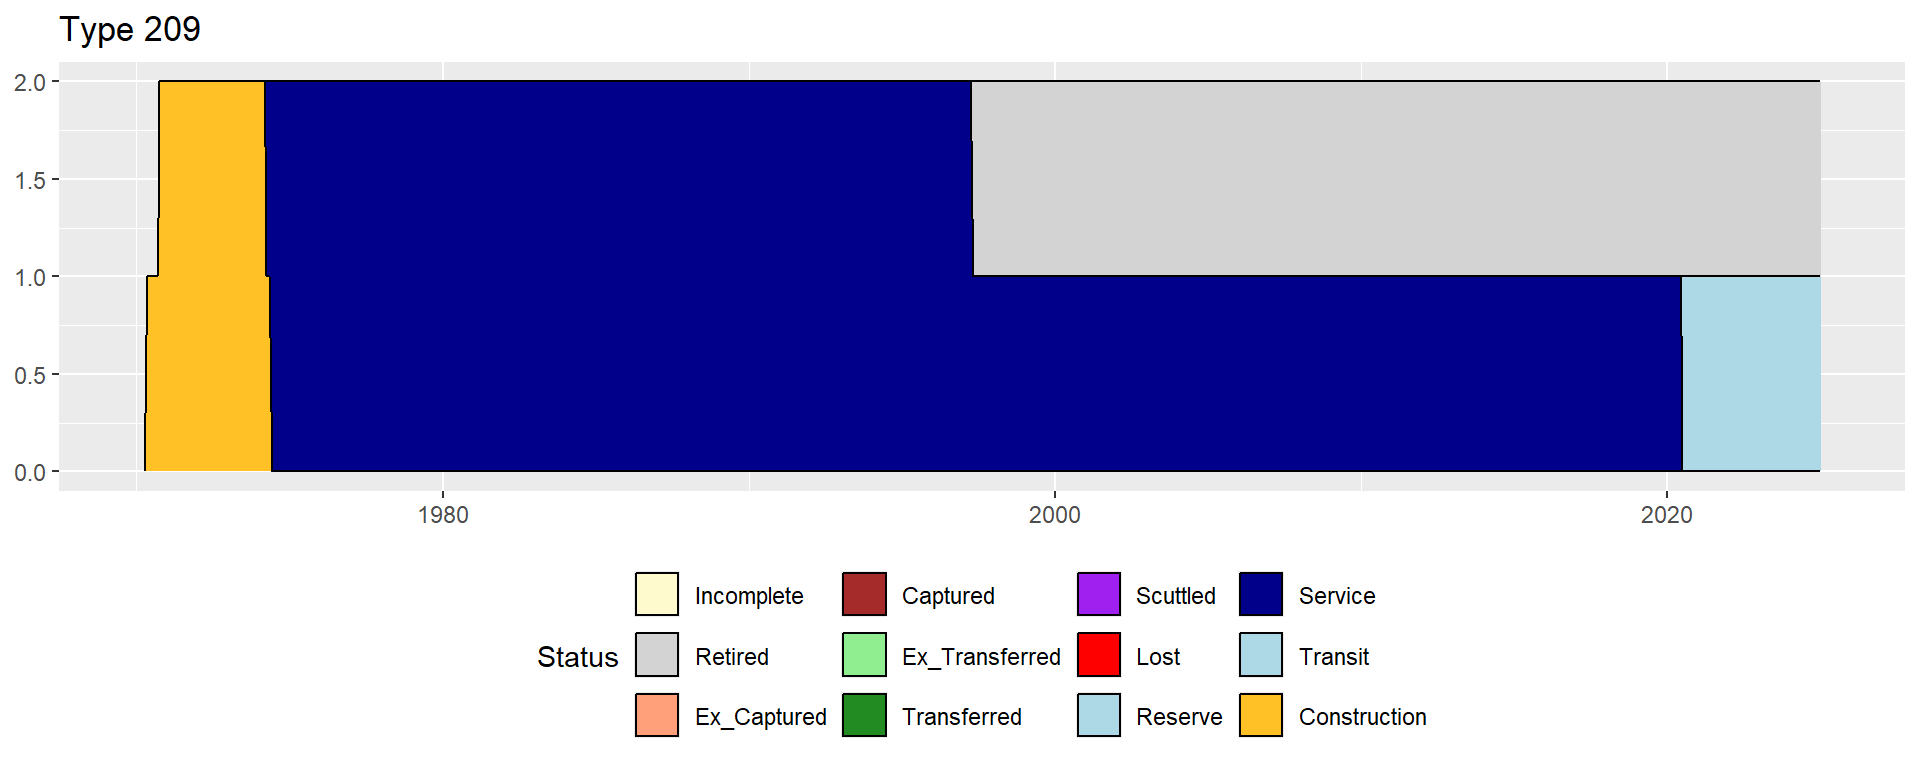 Type 209
2.0
1.5
1.0
0.5
0.0
1980 2000 2020
Incomplete Captured Scuttled Service
Status Retired Ex_Transferred Lost Transit
Ex_Captured Transferred Reserve Construction